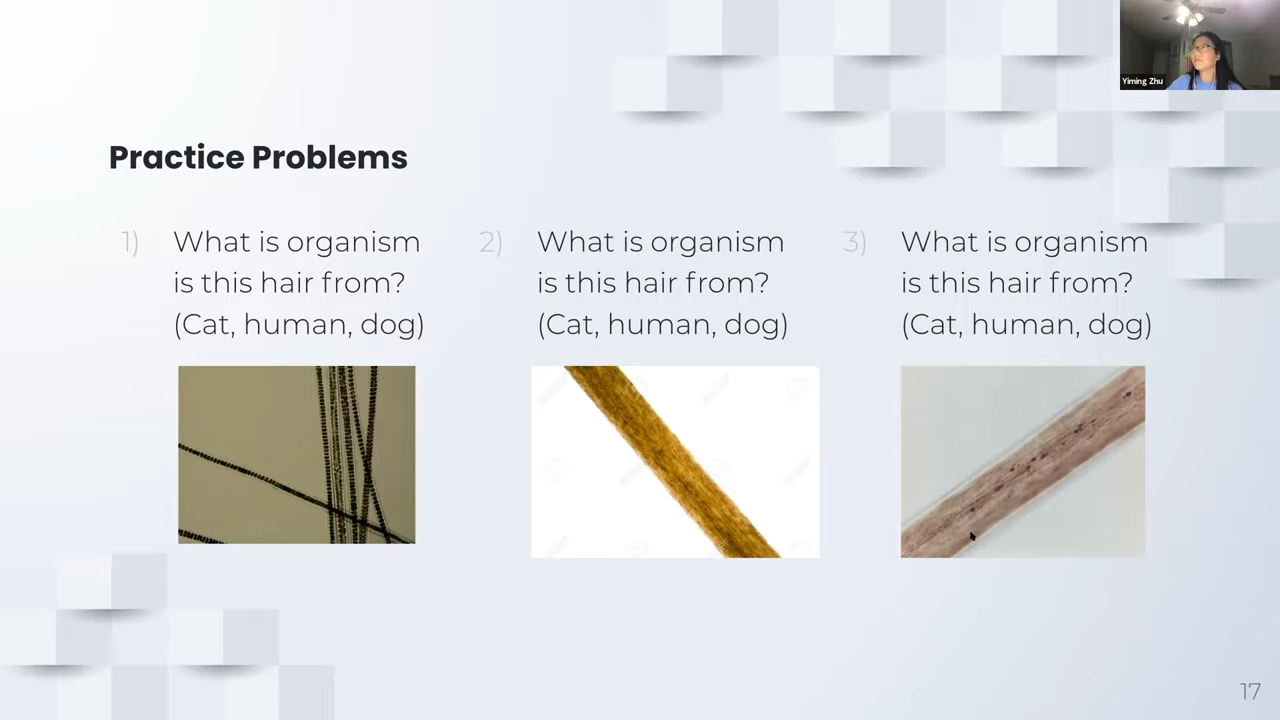 Yiming Zhu
Practice Problems
1) What is organism
is this hair from?
(Cat, human, dog)
2) What is organism
is this hair from?
(Cat, human, dog)
3) What is organism
is this hair from?
(Cat, human, dog)
17